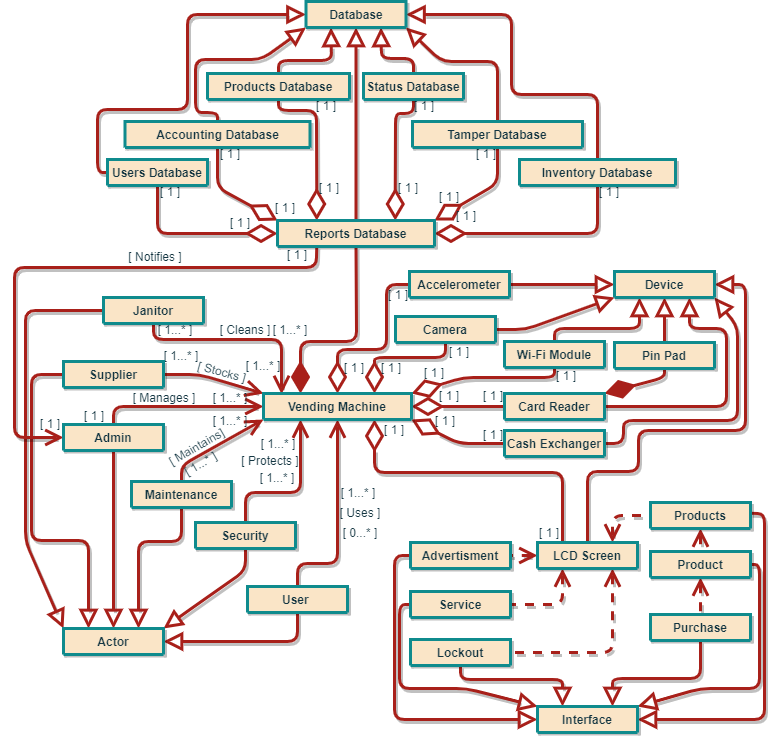 Database
Products Database
Status Database
[ 1 ]
[ 1 ]
Accounting Database
Tamper Database
[ 1 ]
[ 1 ]
Users Database
Inventory Database
[ 1 ]
[ 1 ]
[ 1 ]
[ 1 ]
[ 1 ]
[ 1 ]
[ 1 ]
[ 1 ]
Reports Database
[ 1 ]
[ Notifies ]
Accelerometer
Device
[ 1 ]
Janitor
[ 1...* ]
[ Cleans ]
[ 1...* ]
Camera
[ 1 ]
Wi-Fi Module
Pin Pad
[ 1...* ]
[ Stocks ]
[ 1...* ]
[ 1 ]
[ 1 ]
[ 1 ]
[ 1 ]
Supplier
[ Manages ]
[ 1...* ]
Vending Machine
[ 1 ]
[ 1 ]
Card Reader
[ 1 ]
[ 1 ]
[ 1...* ]
[ 1 ]
[ 1 ]
[ 1 ]
Admin
[ Maintains]
[ 1...* ]
[ 1...* ]
Cash Exchanger
[ Protects ]
[ 1...* ]
Maintenance
[ 1...* ]
[ Uses ]
[ 0...* ]
Security
[ 1 ]
Products
Advertisment
LCD Screen
Product
User
Service
Purchase
Actor
Lockout
Interface